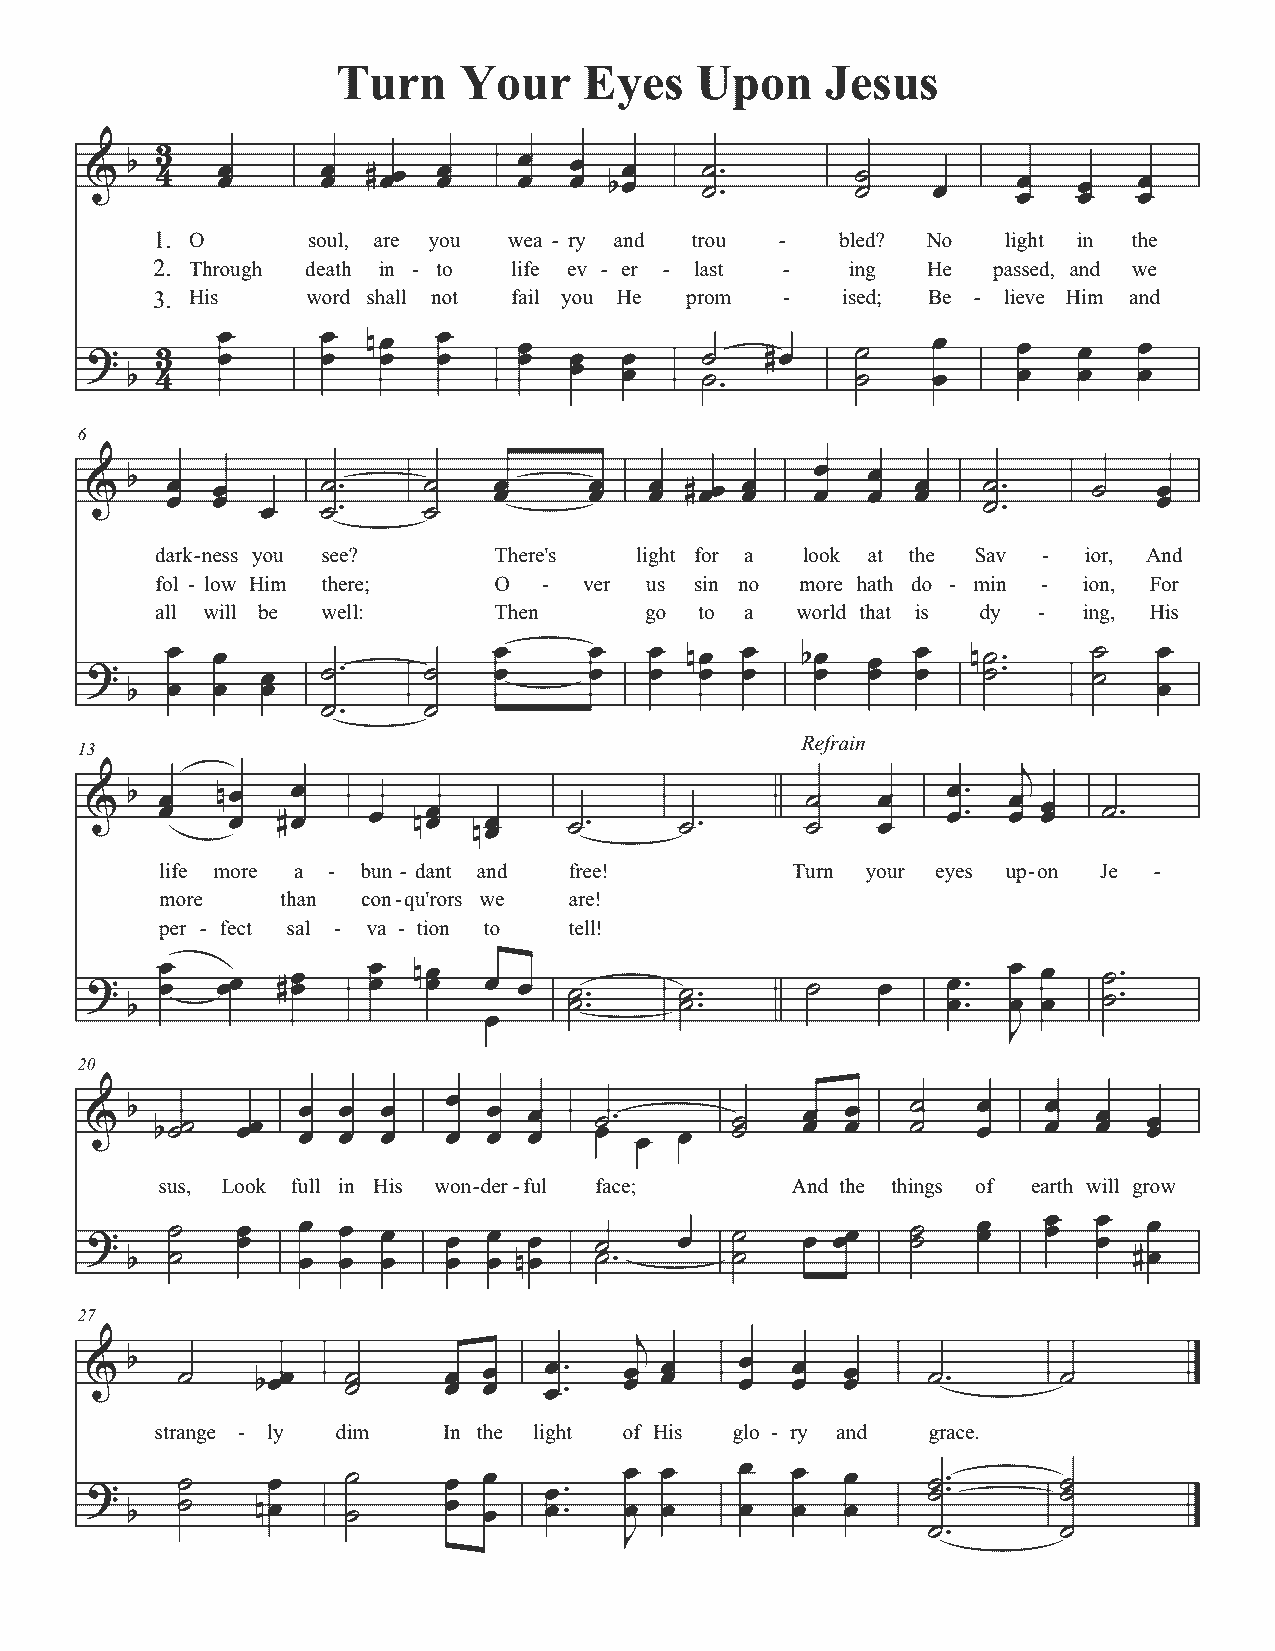 Turn Your Eyes Upon Jesus
1. O soul, are you wea - ry and trou - bled? No light in the
2. Through death in - to life ev - er - last - ing He passed, and we
3. His word shall not fail you He prom - ised; Be - lieve Him and
6
dark-ness you see? There's light for a look at the Sav - ior, And
fol - low Him there; O - ver us sin no more hath do - min - ion, For
all will be well: Then go to a world that is dy - ing, His
13
Refrain
life more a - bun - dant and free! Turn your eyes up-on Je -
more than con-qu'rors we are!
per - fect sal - va - tion to tell!
20
sus, Look full in His won-der-ful face; And the things of earth will grow
27
strange - ly dim In the light of His glo - ry and grace.